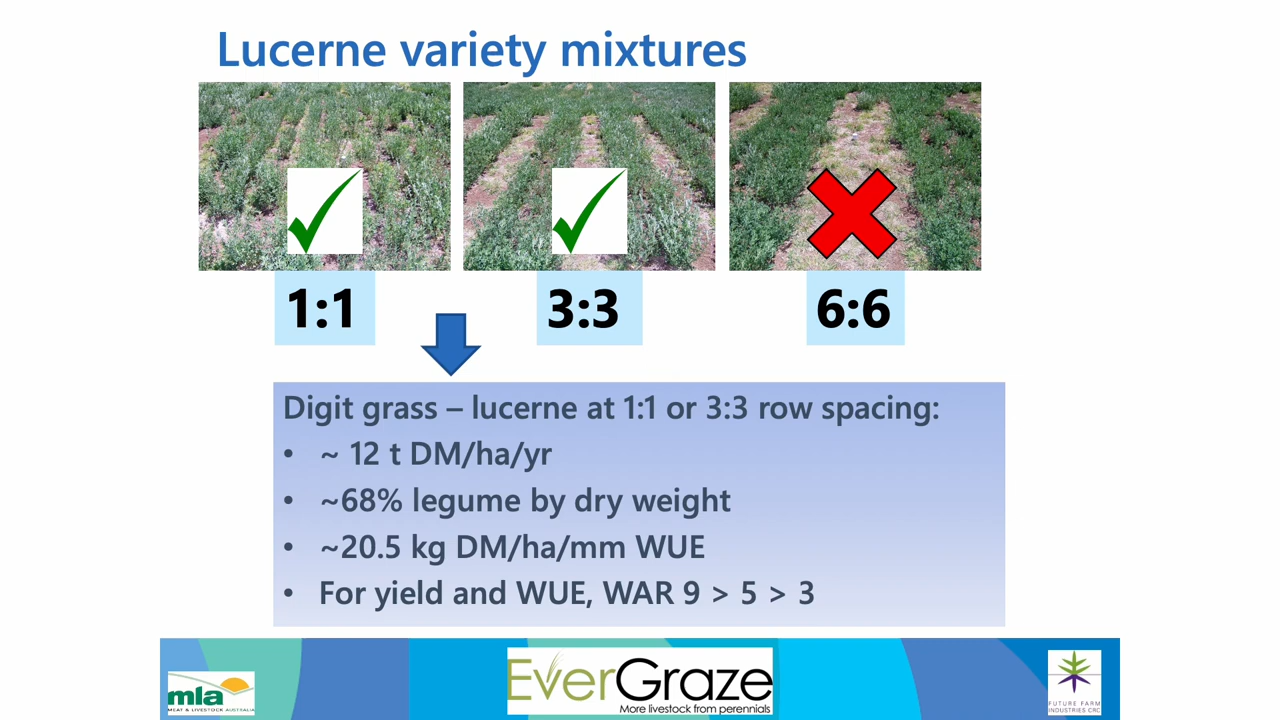 Lucerne variety mixtures
1:1
3:3
6:6
Digit grass – lucerne at 1:1 or 3:3 row spacing:
• ~ 12 t DM/ha/yr
• ~68% legume by dry weight
• ~20.5 kg DM/ha/mm WUE
• For yield and WUE, WAR 9 > 5 > 3
mla
MEAT & LIVESTOCK AUSTRALIA
EverGraze
More livestock from perennials
FUTURE FARM
INDUSTRIES CRC